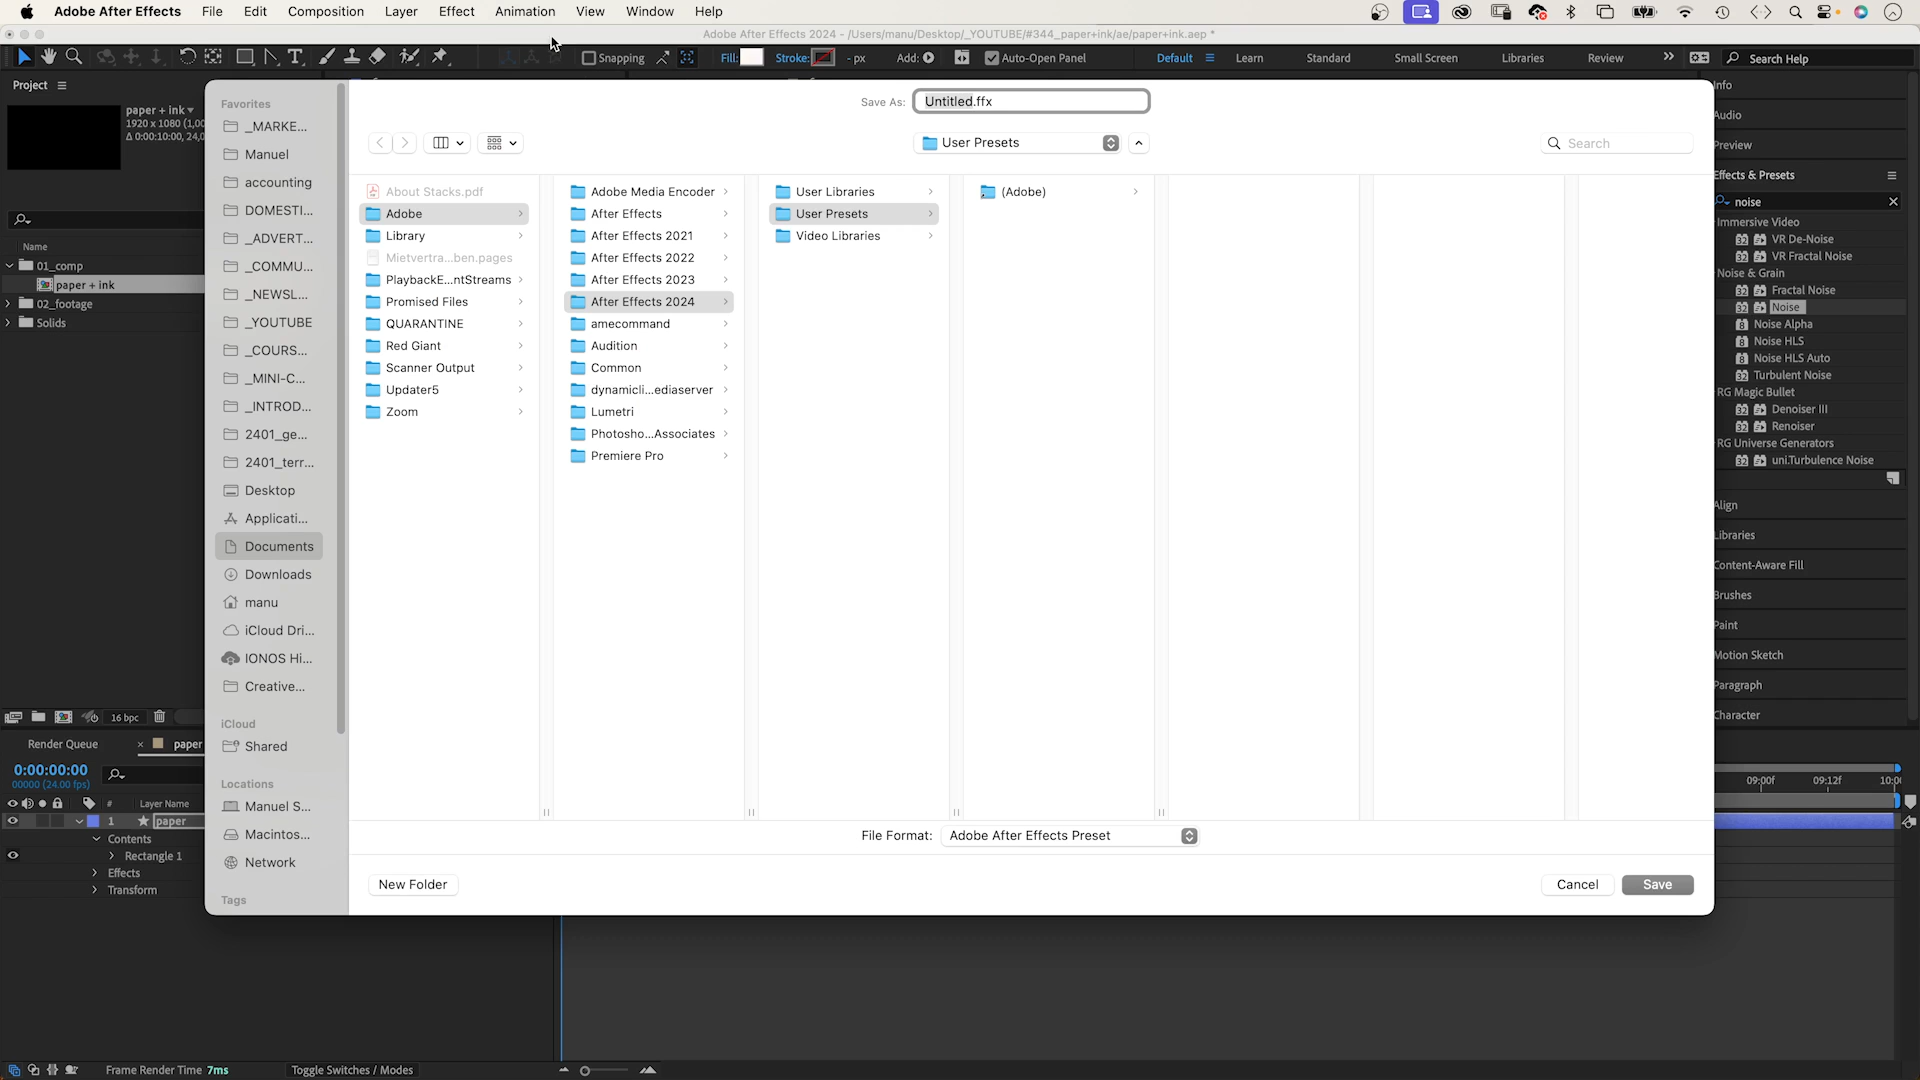 Adobe After Effects File Edit Composition Layer Effect Animation View Window Help
Adobe After Effects 2024 - /Users/manu/Desktop/_YOUTUBE/#344_paper+ink/ae/paper+ink.aep *
Snapping Fill: Stroke: - px Add: Auto-Open Panel Default Learn Standard Small Screen Libraries Review Search Help
Project
paper + ink
1920 x 1080 (1,00
Δ 0:00:10:00, 24,0
Name
01_comp
paper + ink
02_footage
Solids
16 bpc
Favorites
_MARKE...
Manuel
accounting
DOMESTI...
_ADVERT...
_COMMU...
_NEWSL...
_YOUTUBE
_COURS...
_MINI-C...
_INTROD...
2401_ge...
2401_terr...
Desktop
Applicati...
Documents
Downloads
manu
iCloud Dri...
IONOS Hi...
Creative...
iCloud
Shared
Locations
Manuel S...
Macintos...
Network
Tags
Save As: Untitled.ffx
User Presets
Search
About Stacks.pdf
Adobe
Library
Mietvertra...ben.pages
PlaybackE...ntStreams
Promised Files
QUARANTINE
Red Giant
Scanner Output
Updater5
Zoom
Adobe Media Encoder
After Effects
After Effects 2021
After Effects 2022
After Effects 2023
After Effects 2024
amecommand
Audition
Common
dynamicli...ediaserver
Lumetri
Photosho...Associates
Premiere Pro
User Libraries
User Presets
Video Libraries
(Adobe)
File Format: Adobe After Effects Preset
New Folder
Cancel
Save
Info
Audio
Preview
Effects & Presets
noise
Immersive Video
32 VR De-Noise
32 VR Fractal Noise
Noise & Grain
32 Fractal Noise
32 Noise
8 Noise Alpha
8 Noise HLS
8 Noise HLS Auto
32 Turbulent Noise
RG Magic Bullet
32 Denoiser III
32 Renoiser
RG Universe Generators
32 uni.Turbulence Noise
Align
Libraries
Content-Aware Fill
Brushes
Paint
Motion Sketch
Paragraph
Character
Render Queue
paper
0:00:00:00
00000 (24.00 fps)
# Layer Name
1 paper
Contents
Rectangle 1
Effects
Transform
09:00f 09:12f 10:0
Frame Render Time 7ms
Toggle Switches / Modes